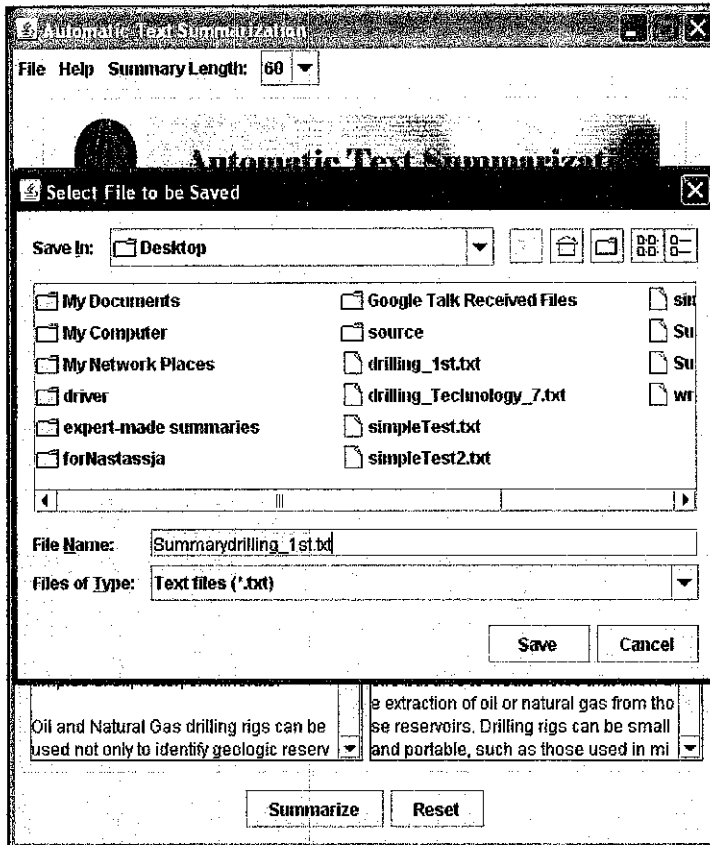 Automatic Text Summarization
File Help Summary Length: 60
Automatic Text Summarizati
Select File to be Saved
Save In: Desktop
My Documents Google Talk Received Files sin
My Computer source Su
My Network Places drilling_1st.txt Su
driver drilling_Technology_7.txt wr
expert-made summaries simpleTest.txt
forNastassja simpleTest2.txt
File Name: Summarydrilling_1st.txt
Files of Type: Text files (*.txt)
Save Cancel
e extraction of oil or natural gas from tho
Oil and Natural Gas drilling rigs can be se reservoirs. Drilling rigs can be small
used not only to identify geologic reserv and portable, such as those used in mi
Summarize Reset